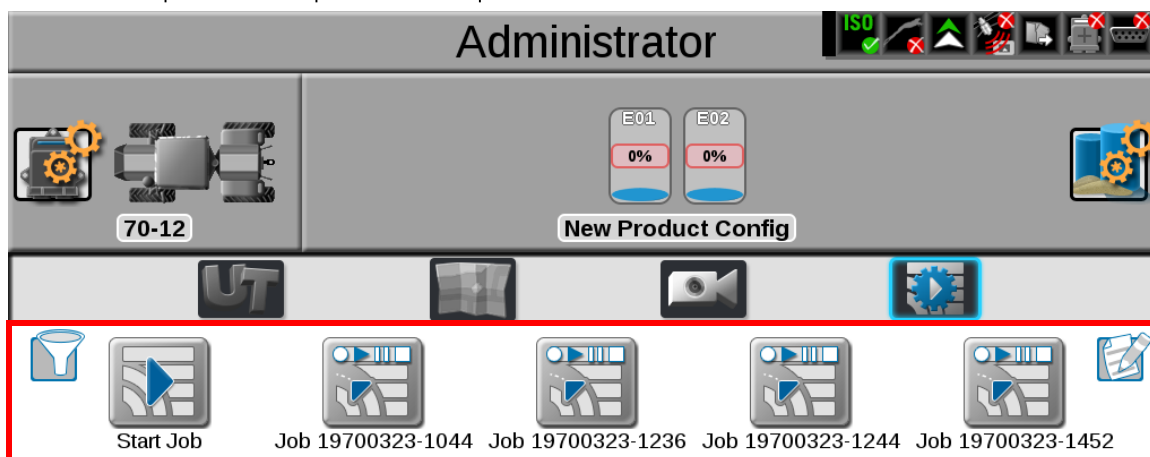 Administrator
ISO
E01 E02
0% 0%
70-12
New Product Config
UT
Start Job
Job 19700323-1044
Job 19700323-1236
Job 19700323-1244
Job 19700323-1452